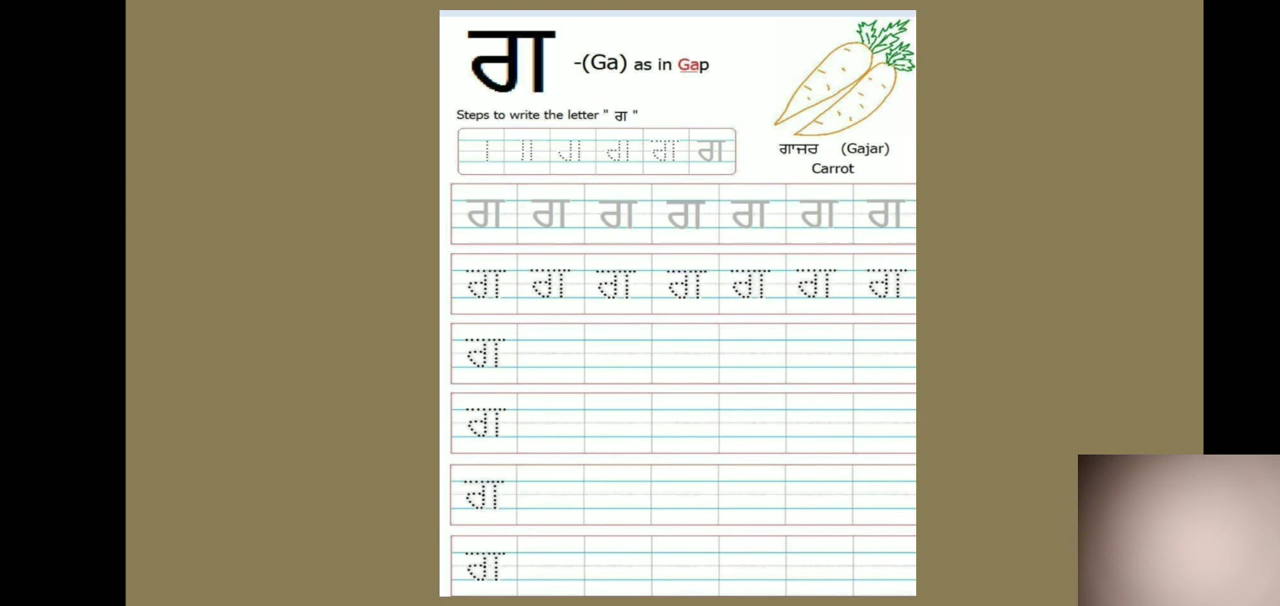 ਗ -(Ga) as in Gap
Steps to write the letter " ਗ "
ਗ
ਗਾਜਰ (Gajar)
Carrot
ਗ ਗ ਗ ਗ ਗ ਗ ਗ
ਗ ਗ ਗ ਗ ਗ ਗ ਗ
ਗ
ਗ
ਗ
ਗ